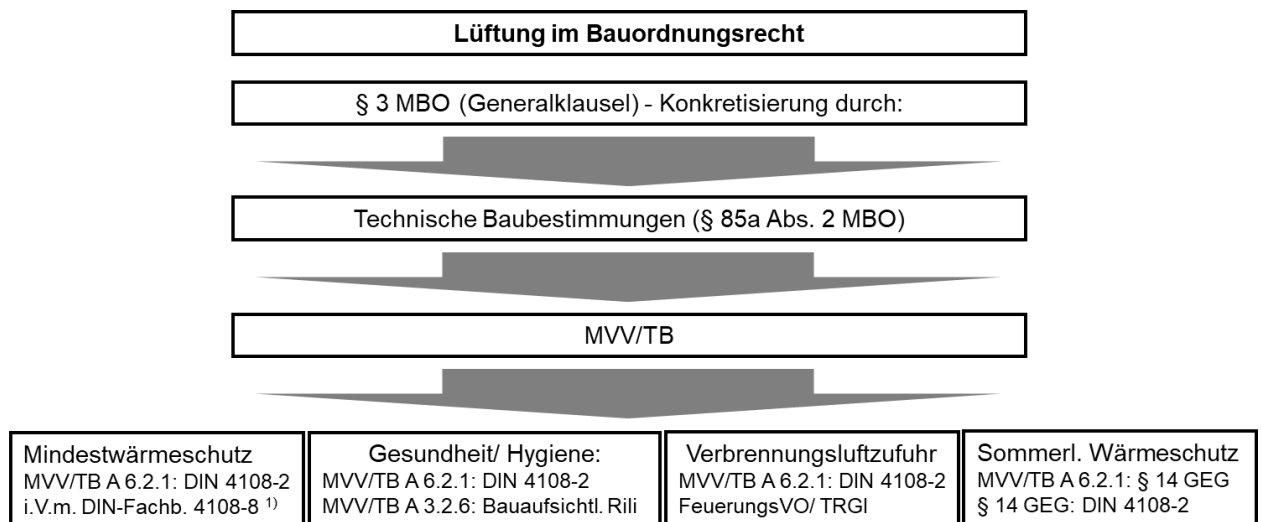 Lüftung im Bauordnungsrecht
§ 3 MBO (Generalklausel) - Konkretisierung durch:
Technische Baubestimmungen (§ 85a Abs. 2 MBO)
MVV/TB
Mindestwärmeschutz
MVV/TB A 6.2.1: DIN 4108-2
i.V.m. DIN-Fachb. 4108-8 ¹⁾
Gesundheit/ Hygiene:
MVV/TB A 6.2.1: DIN 4108-2
MVV/TB A 3.2.6: Bauaufsichtl. Rili
Verbrennungsluftzufuhr
MVV/TB A 6.2.1: DIN 4108-2
FeuerungsVO/ TRGI
Sommerl. Wärmeschutz
MVV/TB A 6.2.1: § 14 GEG
§ 14 GEG: DIN 4108-2